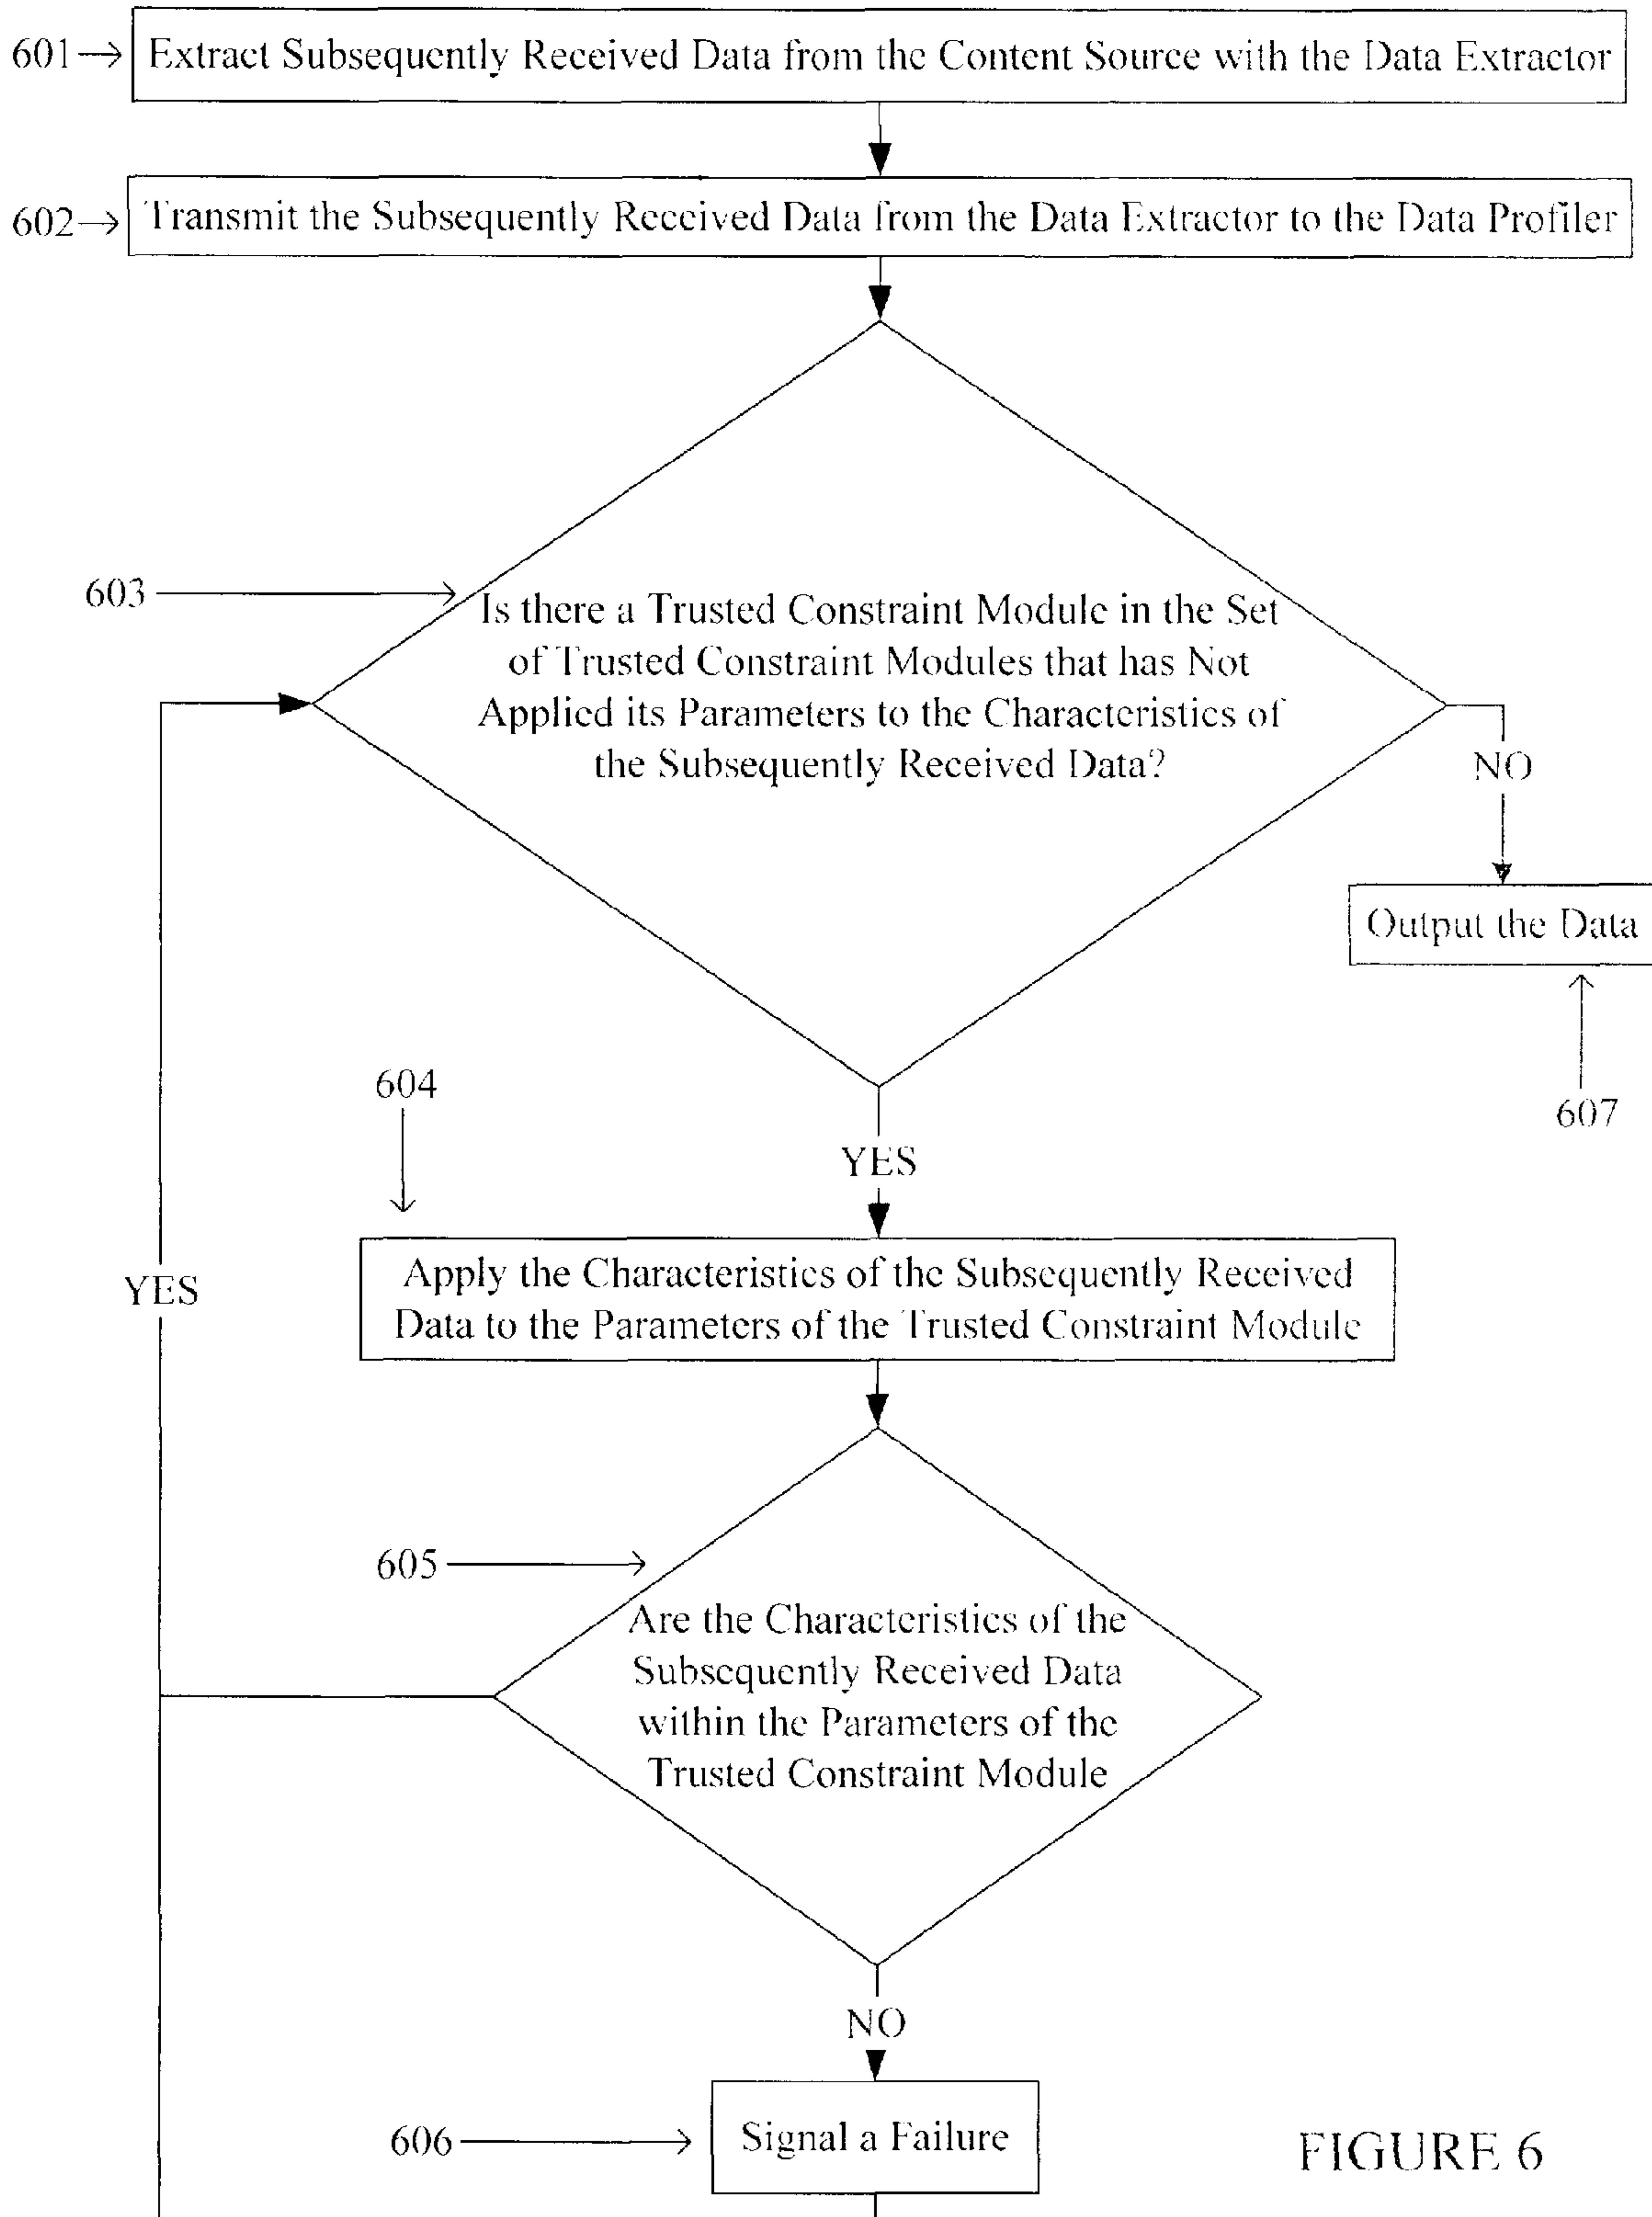 601
Extract Subsequently Received Data from the Content Source with the Data Extractor
602
Transmit the Subsequently Received Data from the Data Extractor to the Data Profiler
603
Is there a Trusted Constraint Module in the Set
of Trusted Constraint Modules that has Not
Applied its Parameters to the Characteristics of
the Subsequently Received Data?
NO
Output the Data
607
604
YES
Apply the Characteristics of the Subsequently Received
Data to the Parameters of the Trusted Constraint Module
YES
605
Are the Characteristics of the
Subsequently Received Data
within the Parameters of the
Trusted Constraint Module
NO
606
Signal a Failure
FIGURE 6